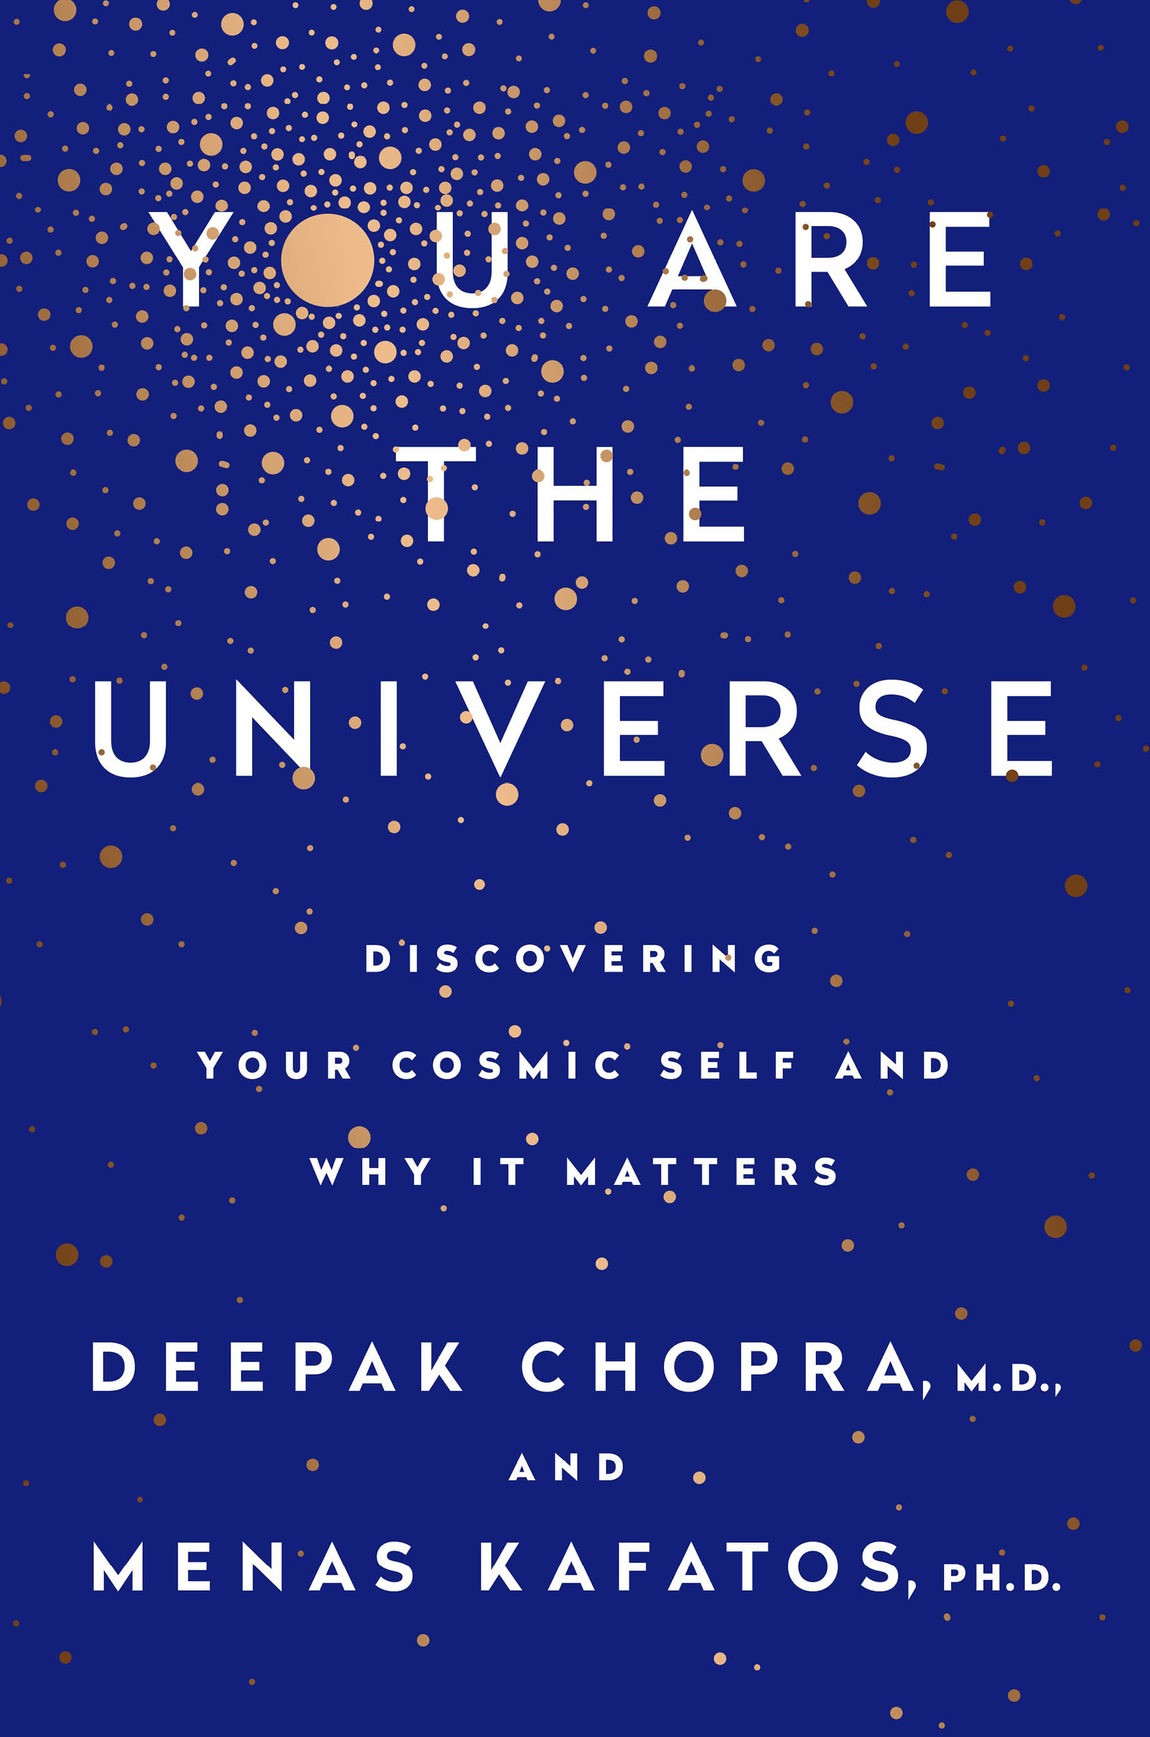 YOU ARE
THE
UNIVERSE
DISCOVERING
YOUR COSMIC SELF AND
WHY IT MATTERS
DEEPAK CHOPRA, M.D.,
AND
MENAS KAFATOS, PH.D.